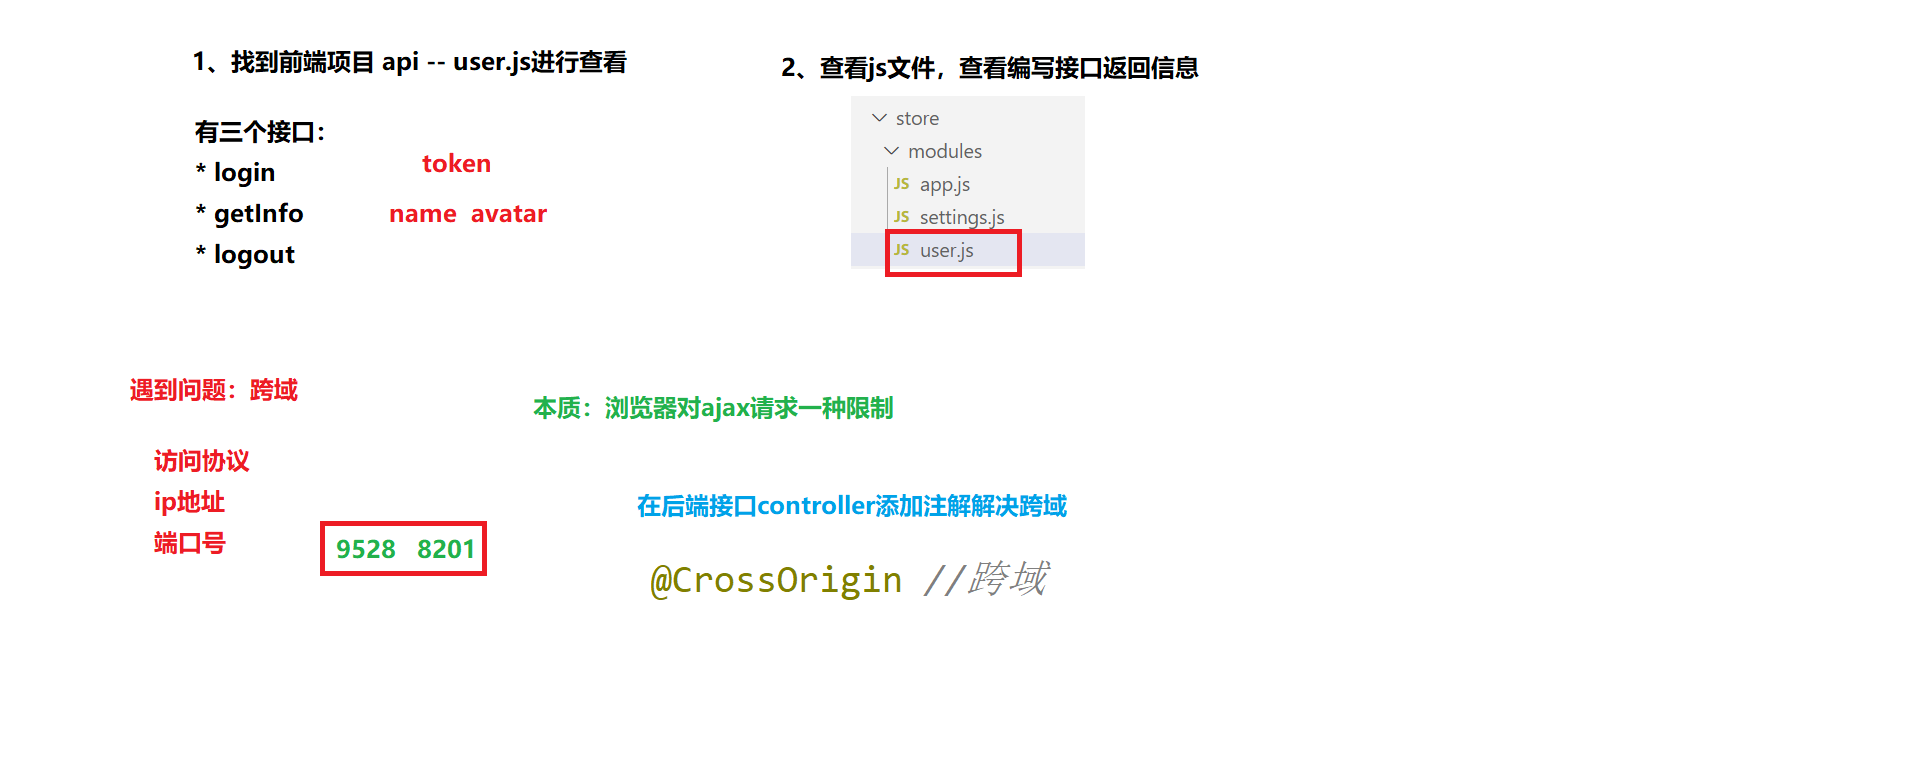 1、找到前端项目 api -- user.js进行查看
有三个接口：
* login
token
* getInfo
name avatar
* logout
2、查看js文件，查看编写接口返回信息
store
modules
JS app.js
JS settings.js
JS user.js
遇到问题：跨域
本质：浏览器对ajax请求一种限制
访问协议
ip地址
端口号
9528 8201
在后端接口controller添加注解解决跨域
@CrossOrigin //跨域